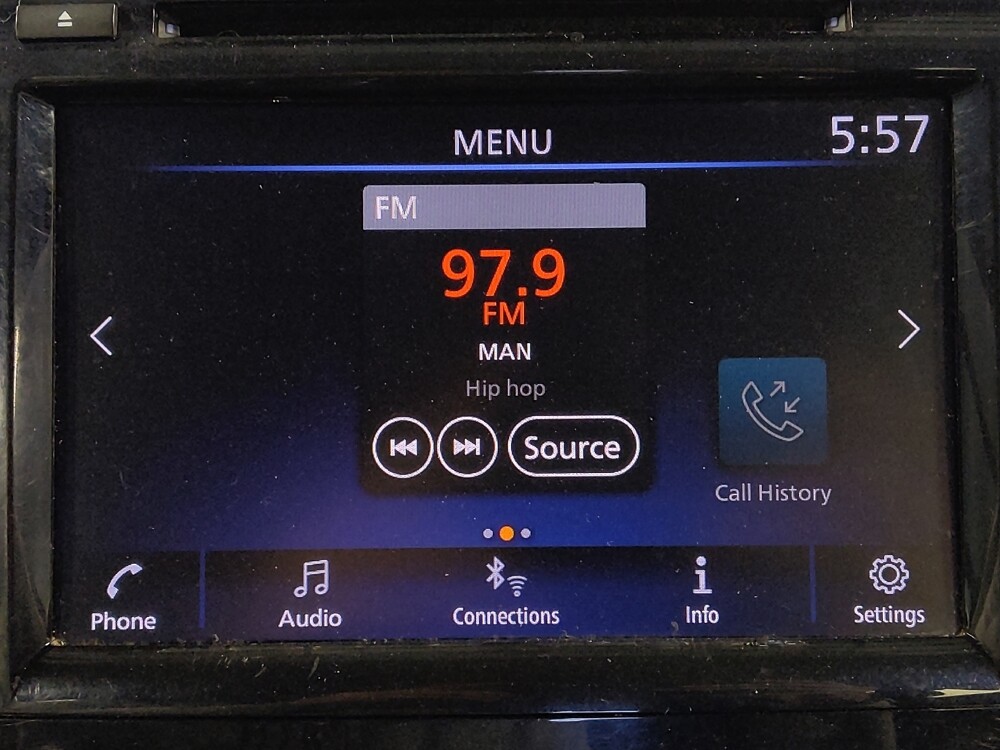 MENU
5:57
FM
97.9
FM
MAN
Hip hop
Source
Call History
Phone
Audio
Connections
Info
Settings